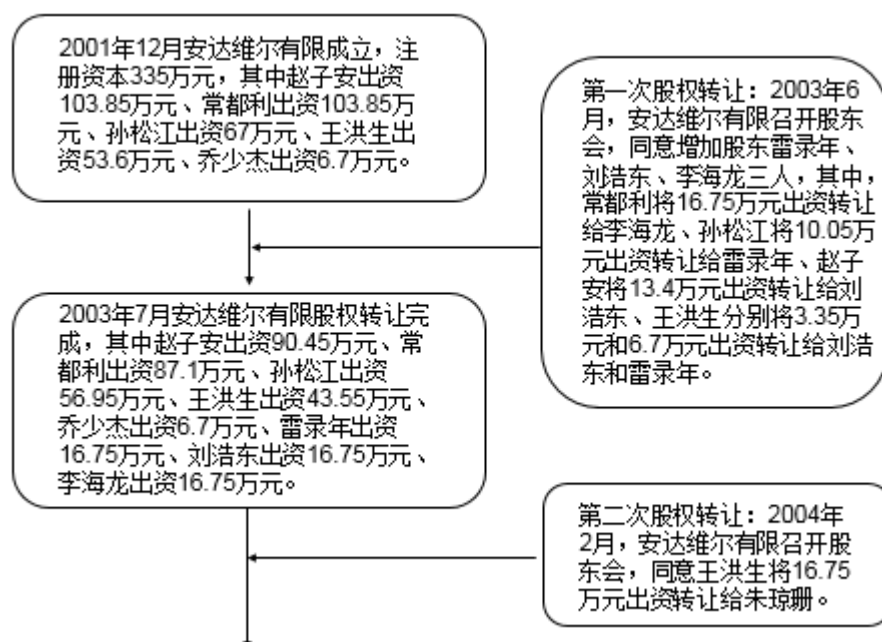 2001年12月安达维尔有限成立，注
册资本335万元，其中赵子安出资
103.85万元、常都利出资103.85万
元、孙松江出资67万元、王洪生出
资53.6万元、乔少杰出资6.7万元。
第一次股权转让：2003年6
月，安达维尔有限召开股东
会，同意增加股东雷录年、
刘浩东、李海龙三人，其中，
常都利将16.75万元出资转让
给李海龙、孙松江将10.05万
元出资转让给雷录年、赵子
安将13.4万元出资转让给刘
浩东、王洪生分别将3.35万
元和6.7万元出资转让给刘浩
东和雷录年。
2003年7月安达维尔有限股权转让完
成，其中赵子安出资90.45万元、常
都利出资87.1万元、孙松江出资
56.95万元、王洪生出资43.55万元、
乔少杰出资6.7万元、雷录年出资
16.75万元、刘浩东出资16.75万元、
李海龙出资16.75万元。
第二次股权转让：2004年
2月，安达维尔有限召开股
东会，同意王洪生将16.75
万元出资转让给朱琼珊。